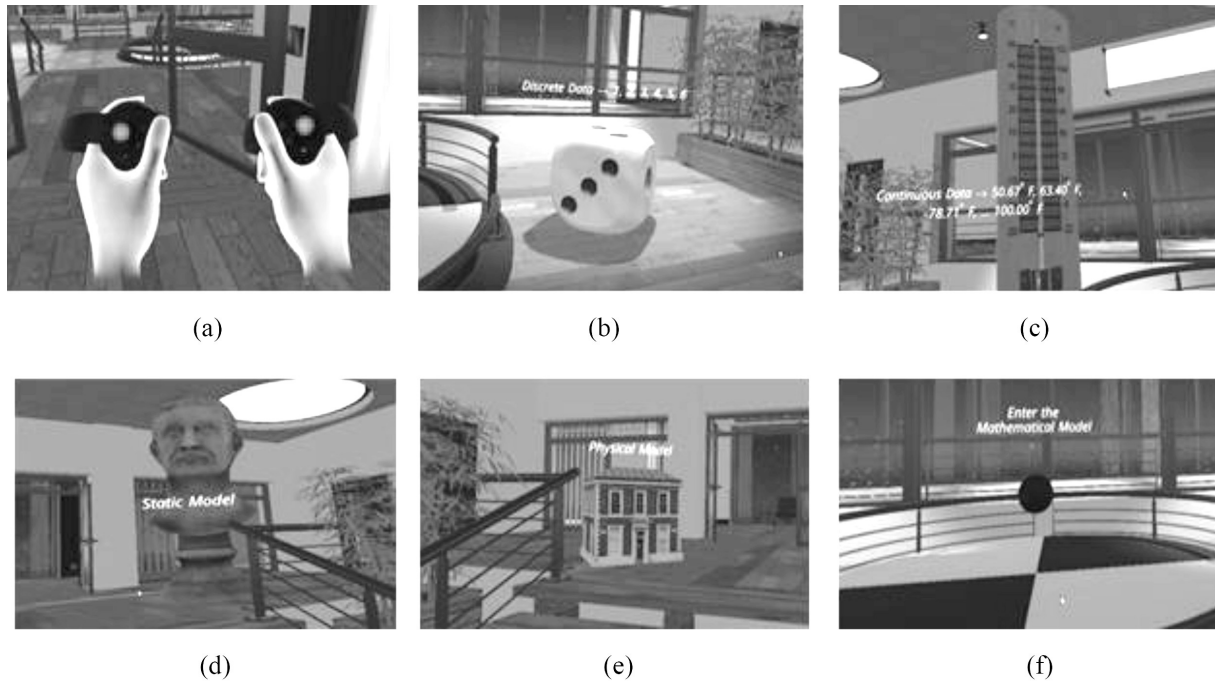 (a)
Discrete Data → 1, 2, 3, 4, 5, 6
(b)
Continuous Data → 50.67° F, 63.40° F,
-78.71° F, ... 100.00° F
(c)
Static Model
(d)
Physical Model
(e)
Enter the
Mathematical Model
(f)